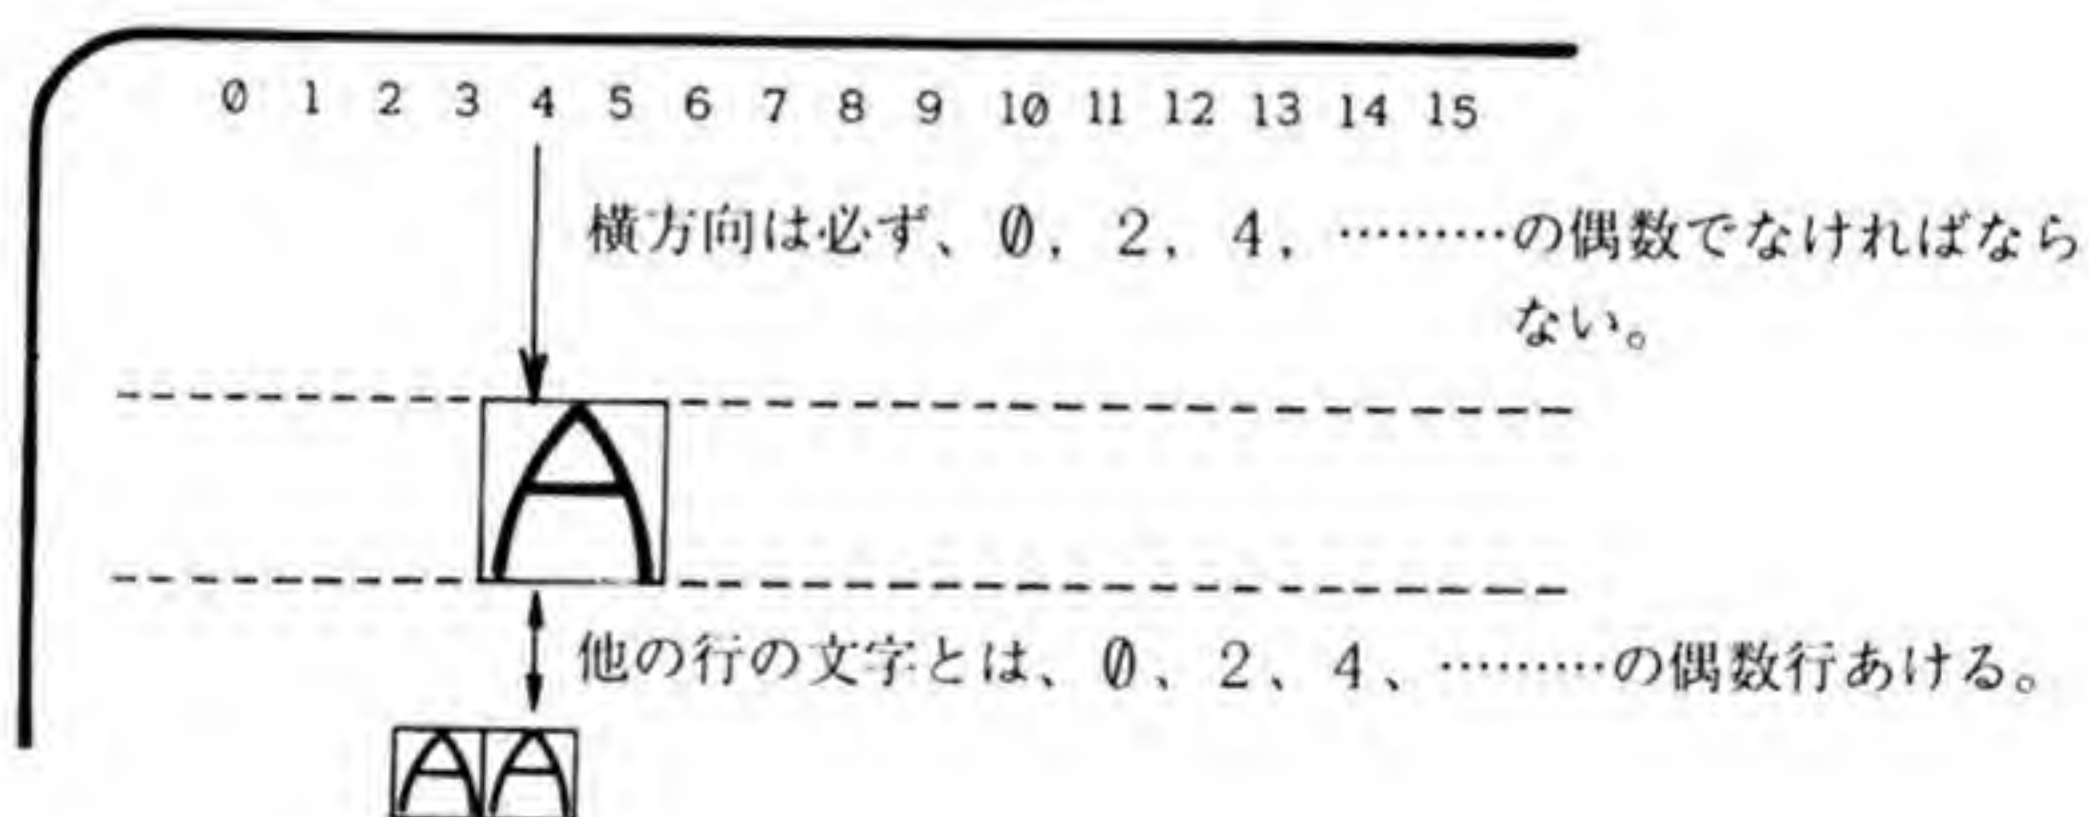 0 1 2 3 4 5 6 7 8 9 10 11 12 13 14 15
横方向は必ず、0, 2, 4, ………の偶数でなければなら
ない。
A
他の行の文字とは、0、2、4、………の偶数行あける。
AA